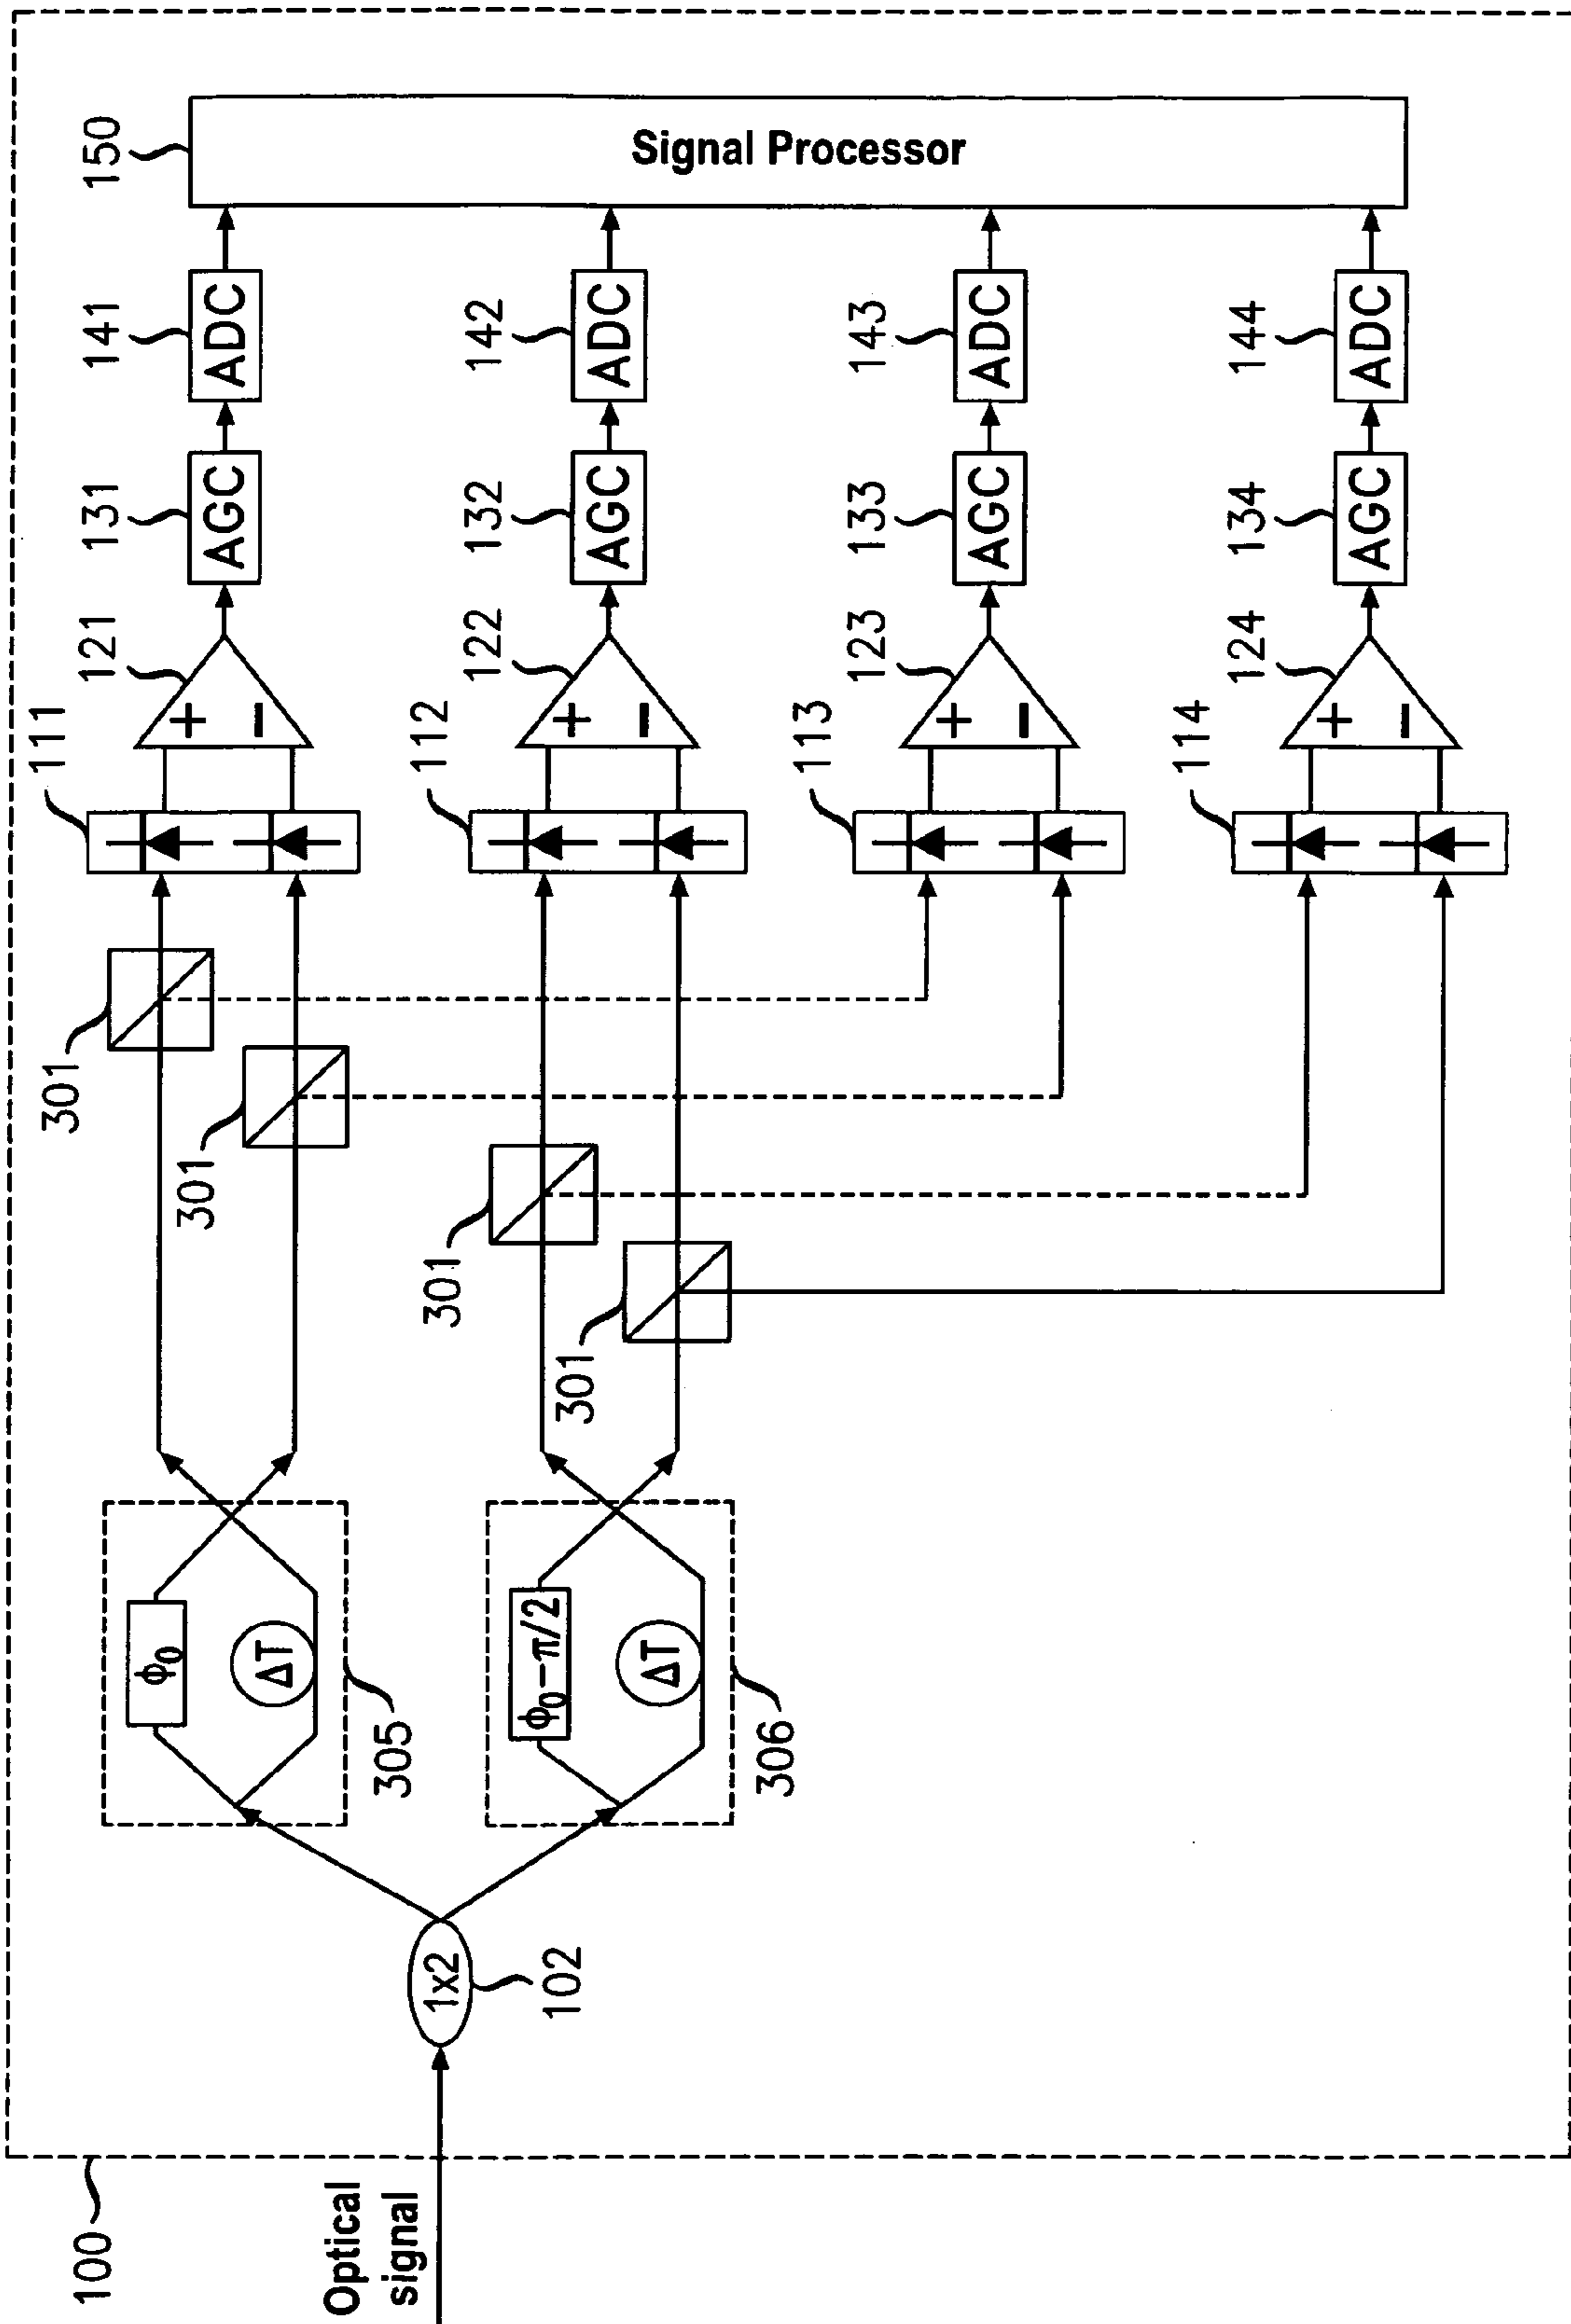 100
Optical
signal
1x2
102
ϕ₀
ΔT
305
ϕ₀−π/2
ΔT
306
301
301
301
301
111
+
−
121
AGC
131
ADC
141
112
+
−
122
AGC
132
ADC
142
113
+
−
123
AGC
133
ADC
143
114
+
−
124
AGC
134
ADC
144
Signal Processor
150